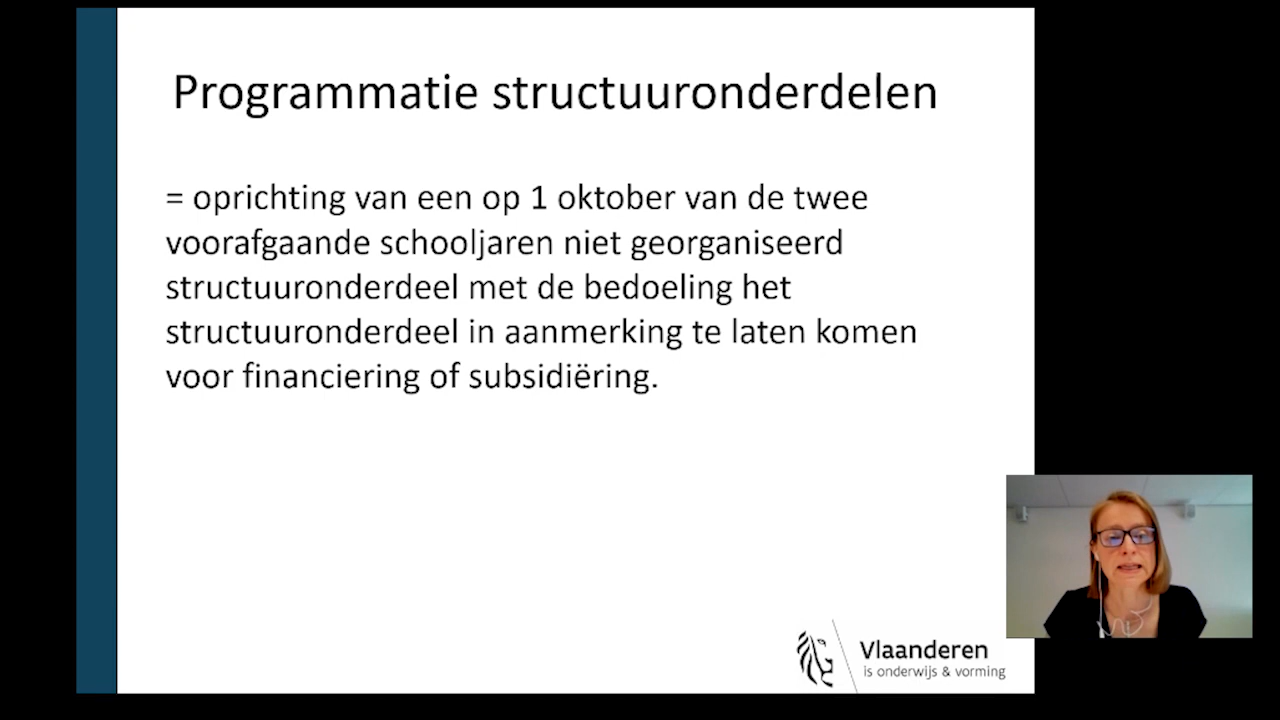 Programmatie structuuronderdelen
= oprichting van een op 1 oktober van de twee
voorafgaande schooljaren niet georganiseerd
structuuronderdeel met de bedoeling het
structuuronderdeel in aanmerking te laten komen
voor financiering of subsidiëring.
Vlaanderen
is onderwijs & vorming